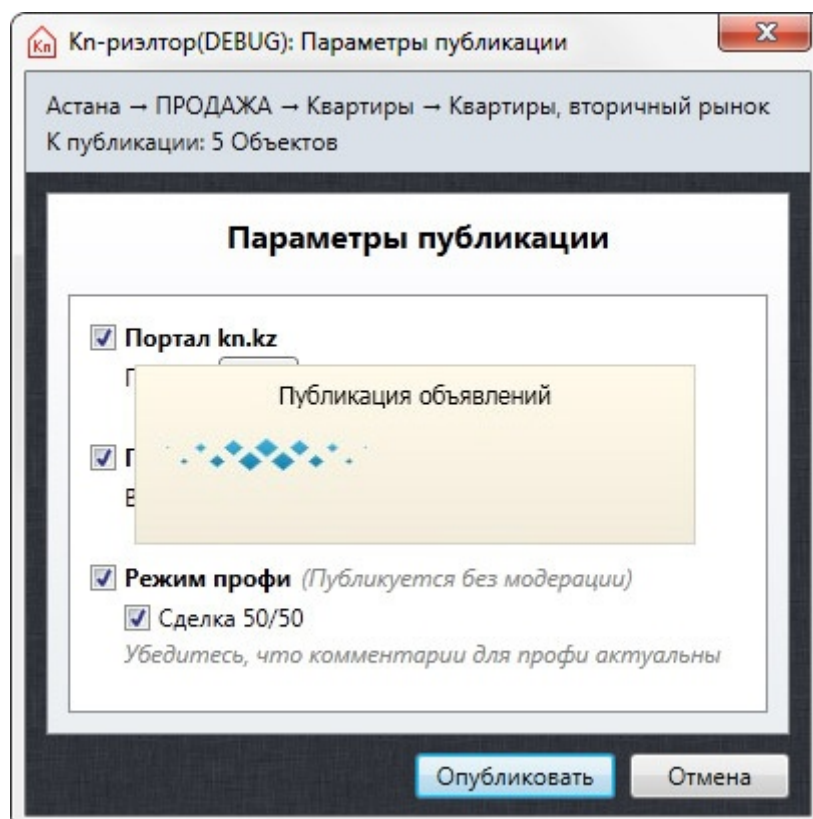 Kn
Kn-риэлтор(DEBUG): Параметры публикации
Астана → ПРОДАЖА → Квартиры → Квартиры, вторичный рынок
К публикации: 5 Объектов
Параметры публикации
Портал kn.kz
Публикация объявлений
Режим профи (Публикуется без модерации)
Сделка 50/50
Убедитесь, что комментарии для профи актуальны
Опубликовать
Отмена